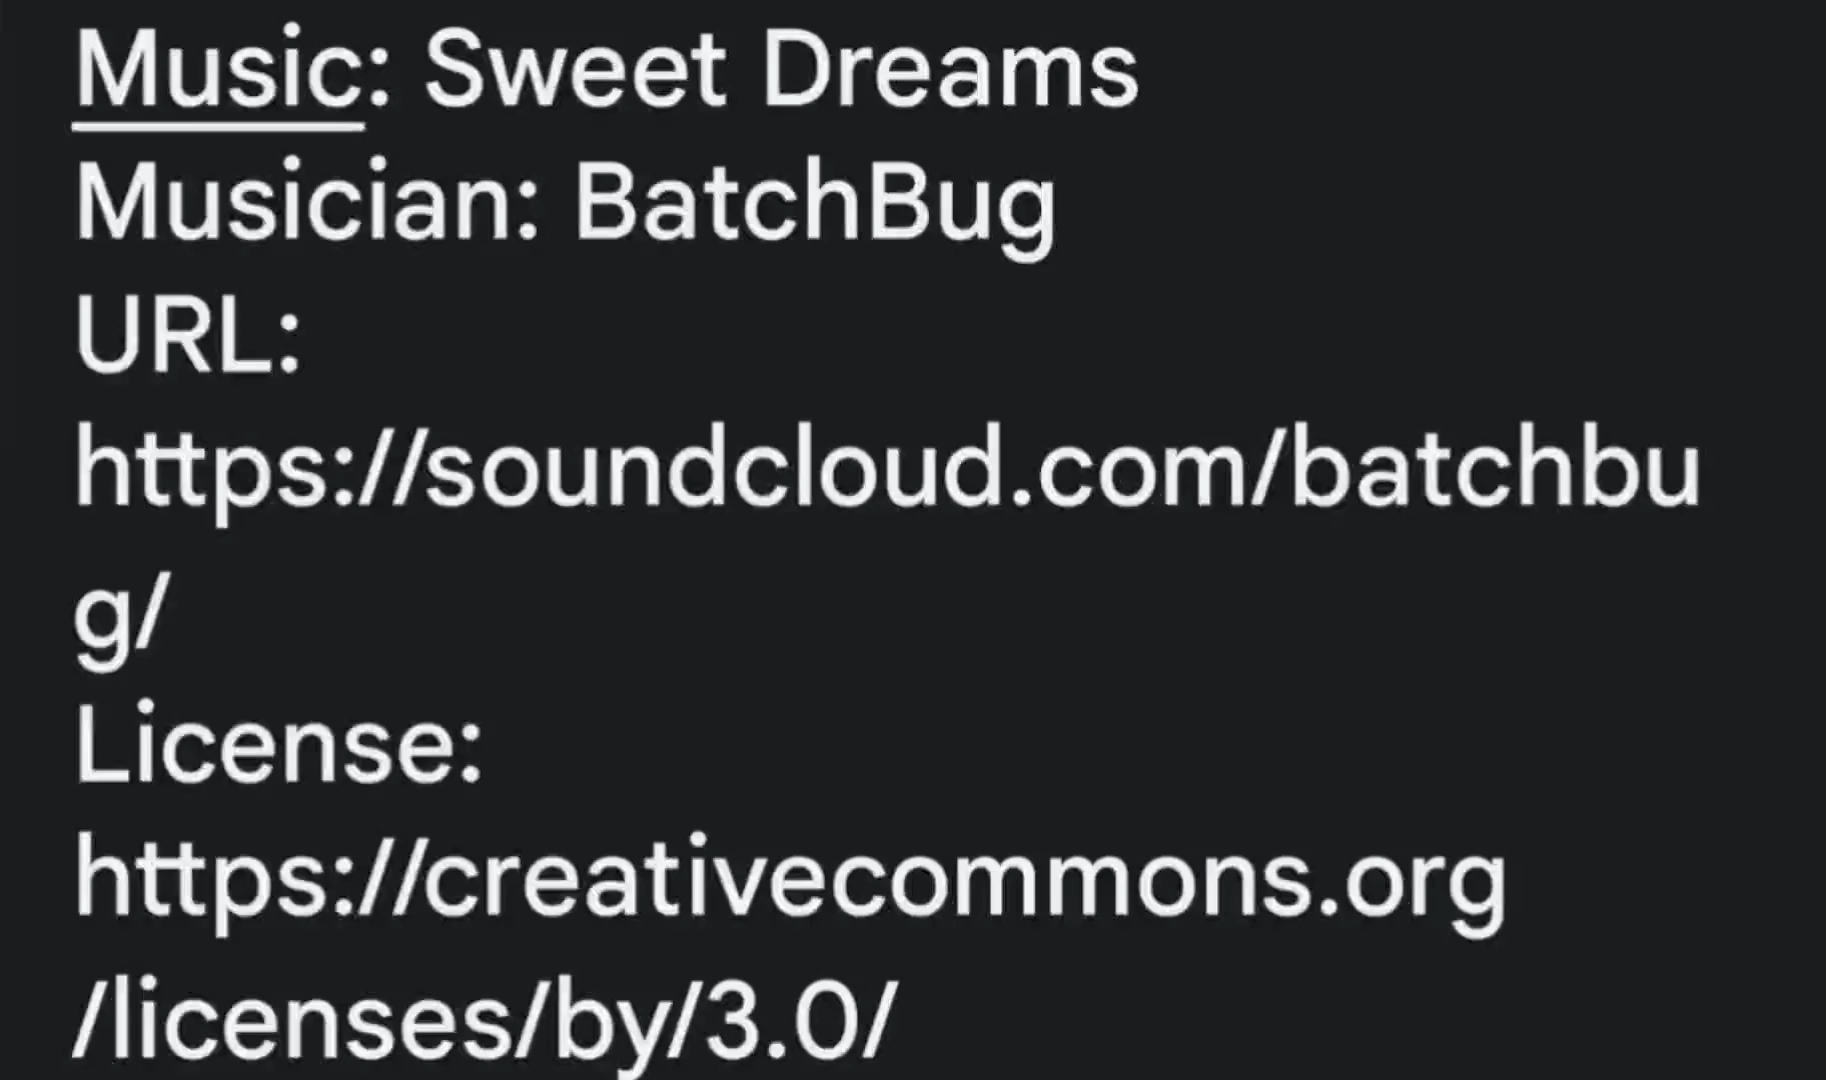 Music: Sweet Dreams
Musician: BatchBug
URL:
https://soundcloud.com/batchbu
g/
License:
https://creativecommons.org
/licenses/by/3.0/